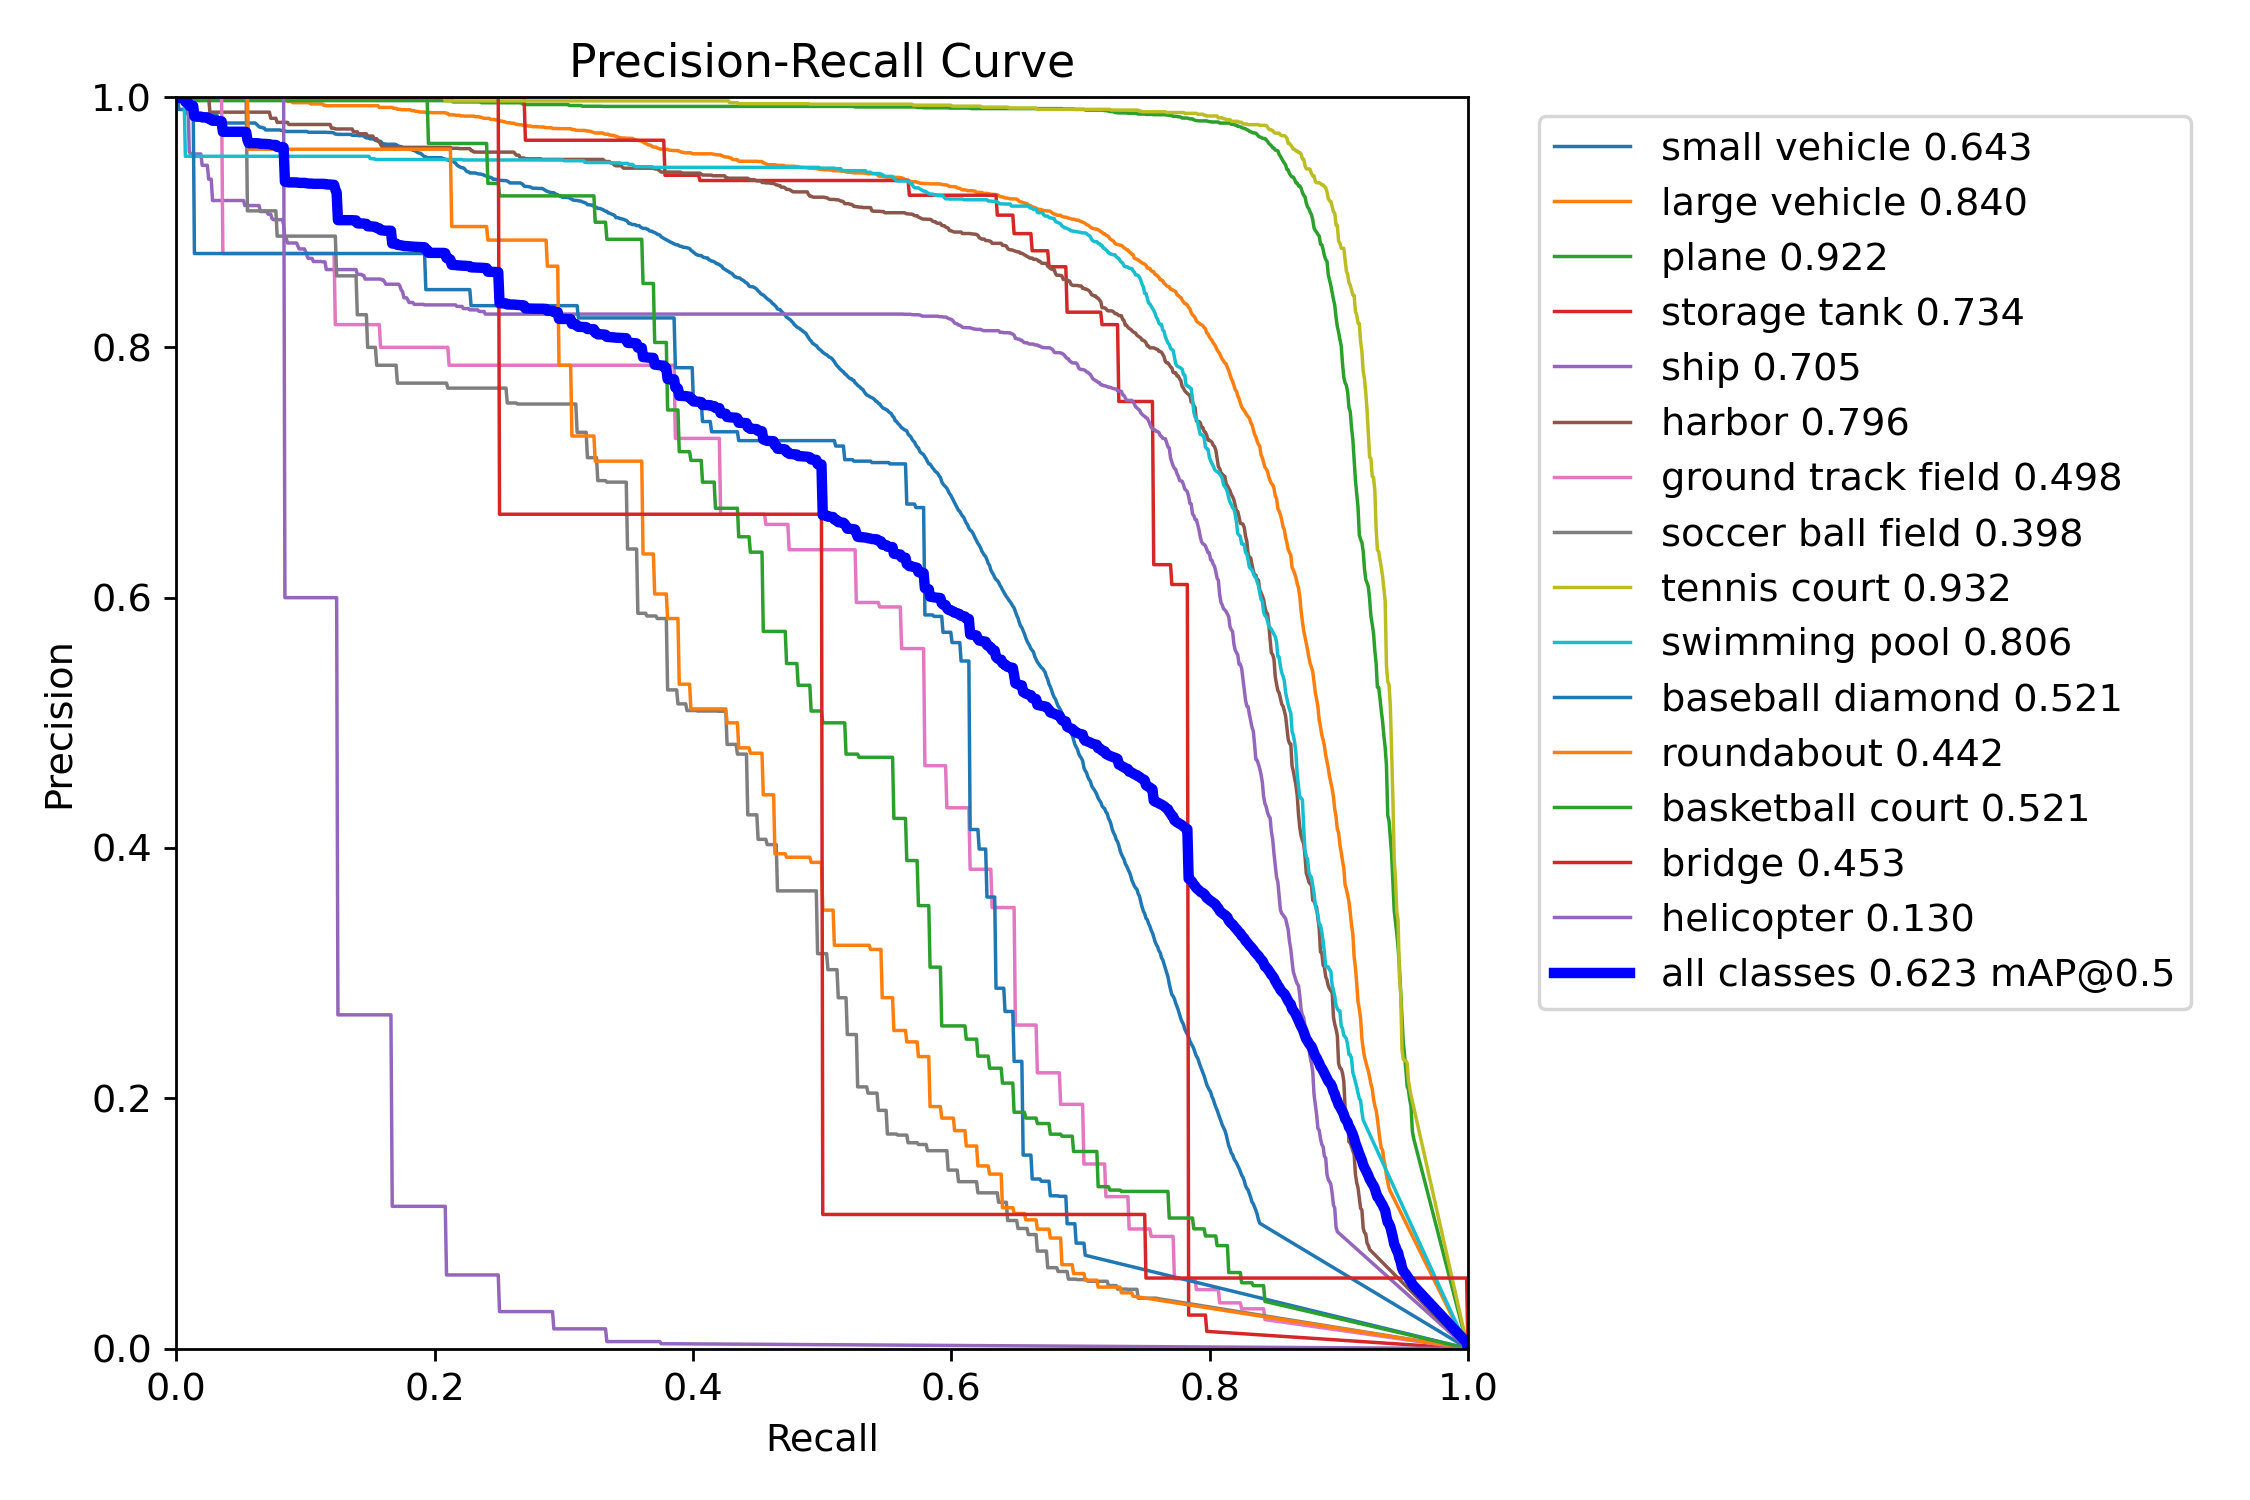 Precision-Recall Curve
1.0
0.8
0.6
0.4
0.2
0.0
Precision
0.0 0.2 0.4 0.6 0.8 1.0
Recall
small vehicle 0.643
large vehicle 0.840
plane 0.922
storage tank 0.734
ship 0.705
harbor 0.796
ground track field 0.498
soccer ball field 0.398
tennis court 0.932
swimming pool 0.806
baseball diamond 0.521
roundabout 0.442
basketball court 0.521
bridge 0.453
helicopter 0.130
all classes 0.623 mAP@0.5